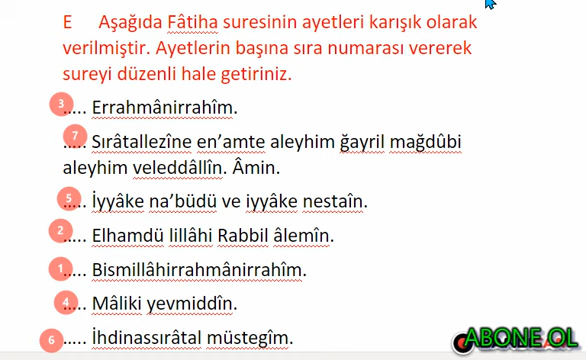 E Aşağıda Fâtiha suresinin ayetleri karışık olarak
verilmiştir. Ayetlerin başına sıra numarası vererek
sureyi düzenli hale getiriniz.
3 ..... Errahmânirrahîm.
7 ..... Sırâtallezîne en’amte aleyhim ğayril mağdûbi
aleyhim veleddâllîn. Âmin.
5 ..... İyyâke na’büdü ve iyyâke nestaîn.
2 ..... Elhamdü lillâhi Rabbil âlemîn.
1 ..... Bismillâhirrahmânirrahîm.
4 ..... Mâliki yevmiddîn.
6 ..... İhdinassırâtal müstegîm.
ABONE OL